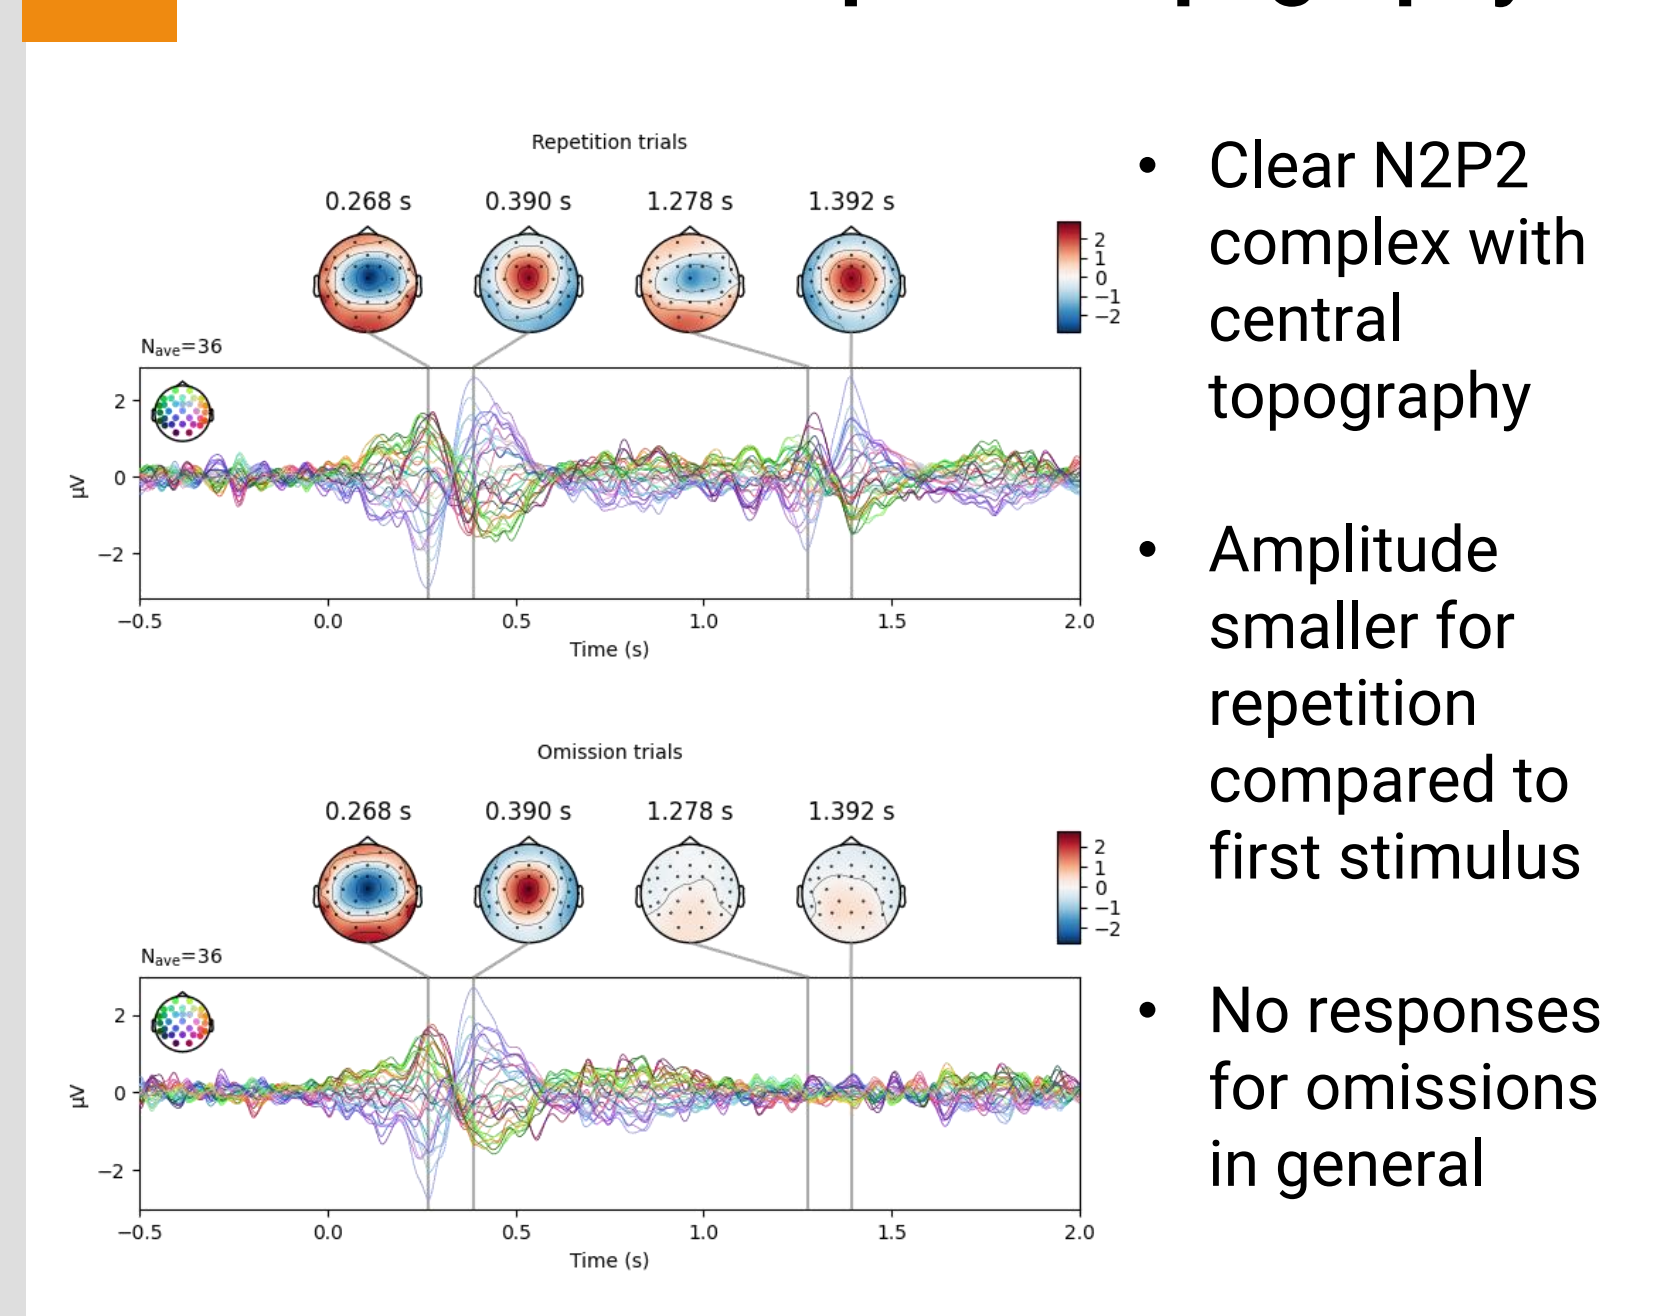 Repetition trials
0.268 s 0.390 s 1.278 s 1.392 s
2
1
0
−1
−2
Nave=36
2
0
−2
µV
−0.5 0.0 0.5 1.0 1.5 2.0
Time (s)
Omission trials
0.268 s 0.390 s 1.278 s 1.392 s
2
1
0
−1
−2
Nave=36
2
0
−2
µV
−0.5 0.0 0.5 1.0 1.5 2.0
Time (s)
• Clear N2P2
complex with
central
topography
• Amplitude
smaller for
repetition
compared to
first stimulus
• No responses
for omissions
in general